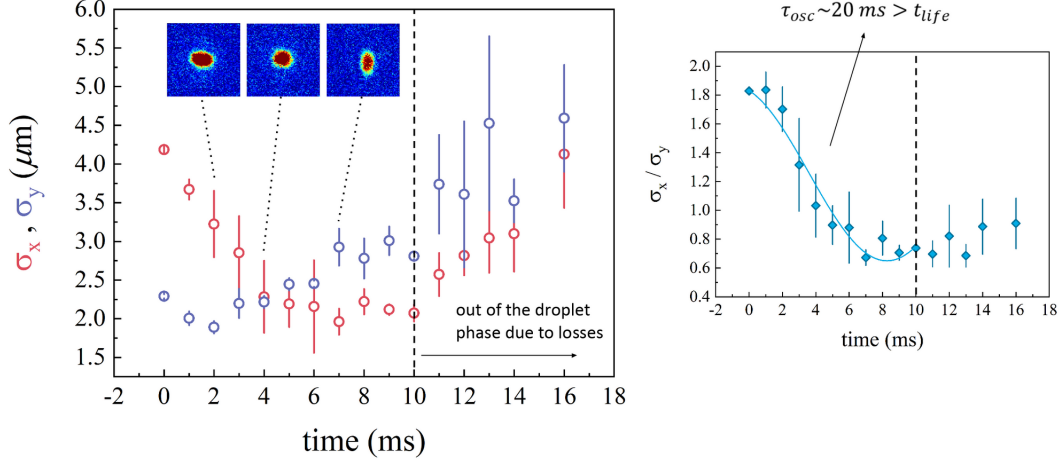 σx , σy (μm)
6.0
5.5
5.0
4.5
4.0
3.5
3.0
2.5
2.0
1.5
-2 0 2 4 6 8 10 12 14 16 18
time (ms)
out of the droplet
phase due to losses
τosc~20 ms > tlife
σx / σy
2.0
1.8
1.6
1.4
1.2
1.0
0.8
0.6
0.4
-2 0 2 4 6 8 10 12 14 16 18
time (ms)